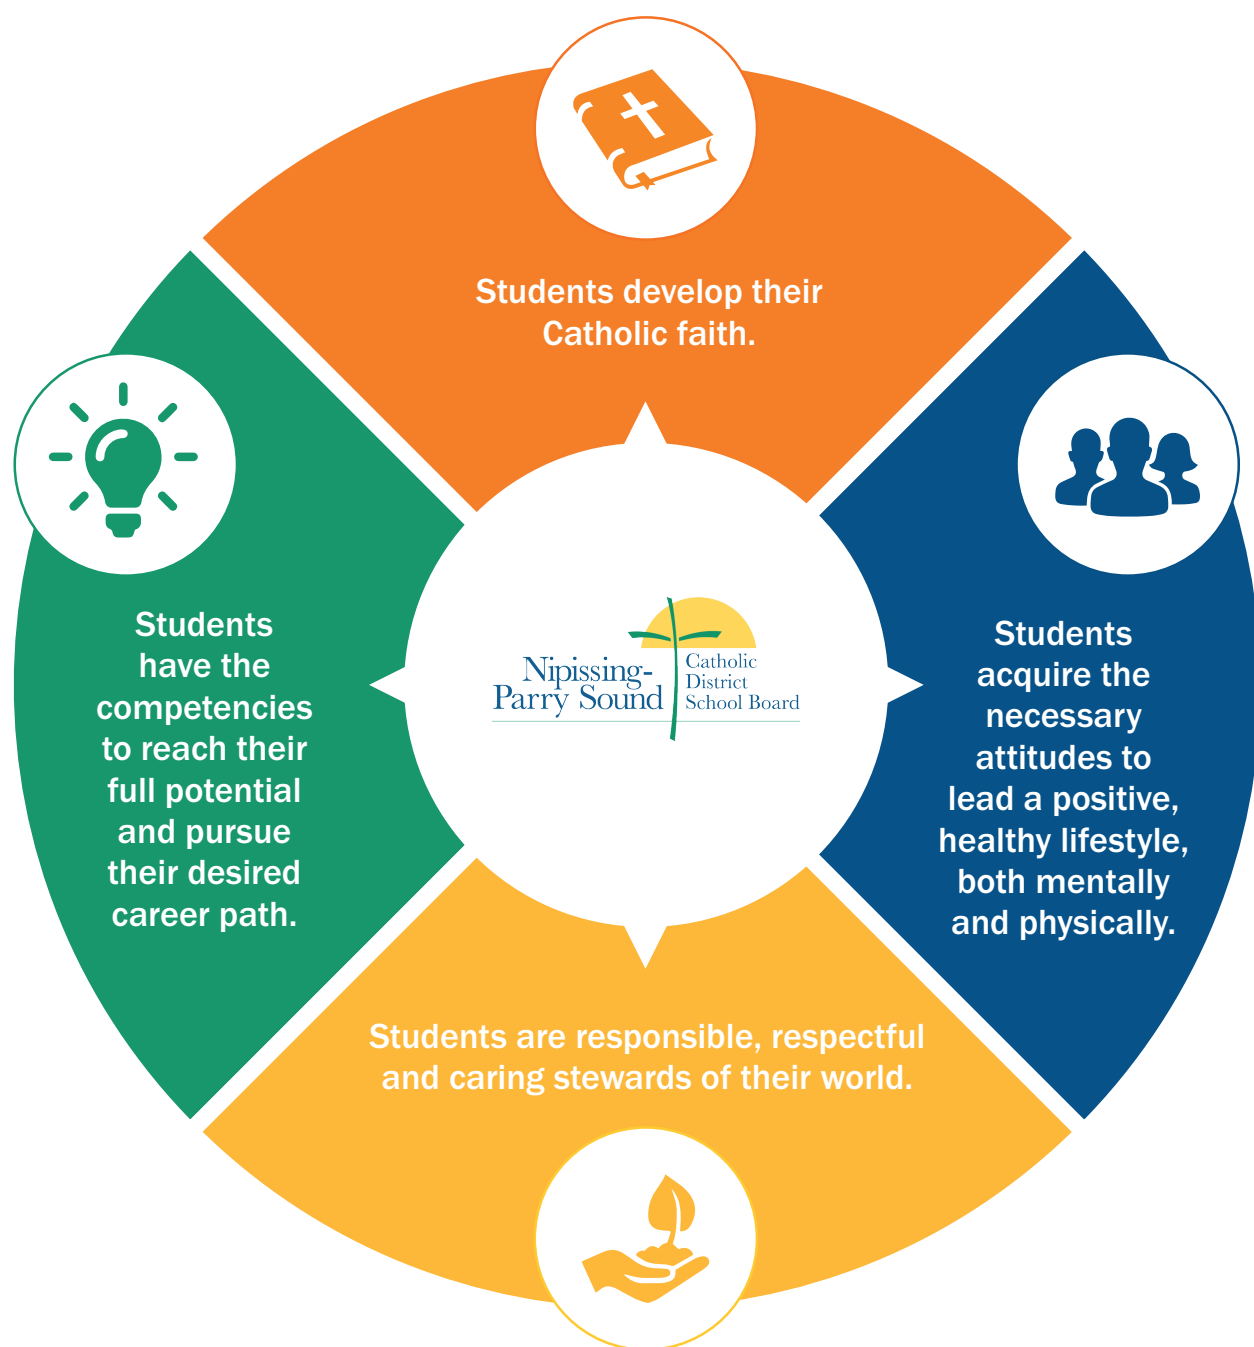 Students develop their
Catholic faith.
Students
have the
competencies
to reach their
full potential
and pursue
their desired
career path.
Nipissing-
Parry Sound
Catholic
District
School Board
Students
acquire the
necessary
attitudes to
lead a positive,
healthy lifestyle,
both mentally
and physically.
Students are responsible, respectful
and caring stewards of their world.